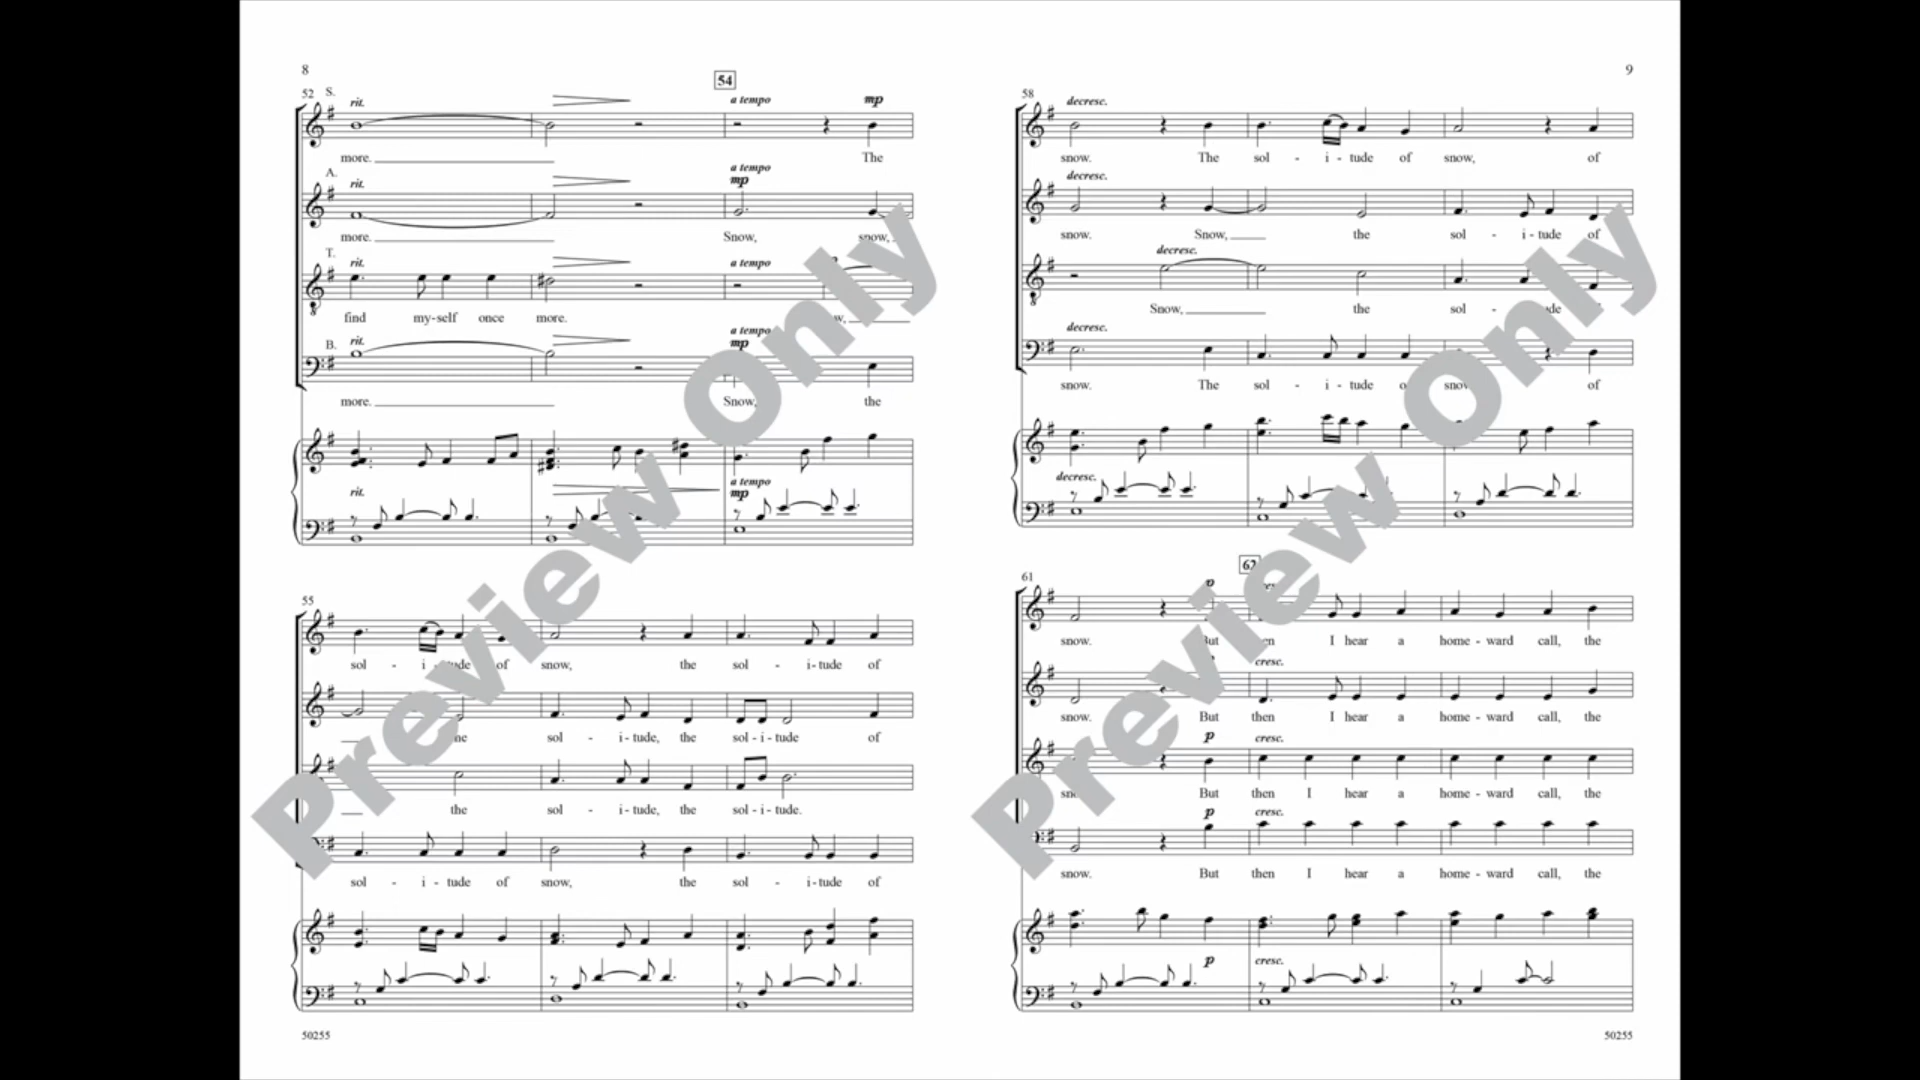 8
54
52
S.
rit.
a tempo
mp
more. The
A.
rit.
a tempo
mp
more. Snow, snow,
T.
rit.
a tempo
find my-self once more.
B.
rit.
a tempo
mp
more. Snow, the
rit.
a tempo
mp
55
sol - i - tude of snow, the sol - i-tude of
sol - i-tude, the sol-i-tude of
the sol - i-tude, the sol-i-tude.
sol - i - tude of snow, the sol - i-tude of
50255
9
58
decresc.
snow. The sol - i - tude of snow, of
decresc.
snow. Snow, the sol - i-tude of
decresc.
Snow, the sol -
decresc.
snow. The sol - i - tude of snow, of
decresc.
61
62
p
snow. But then I hear a home - ward call, the
cresc.
snow. But then I hear a home - ward call, the
p
cresc.
snow. But then I hear a home - ward call, the
p
cresc.
snow. But then I hear a home - ward call, the
p
cresc.
50255
Preview Only
Preview Only